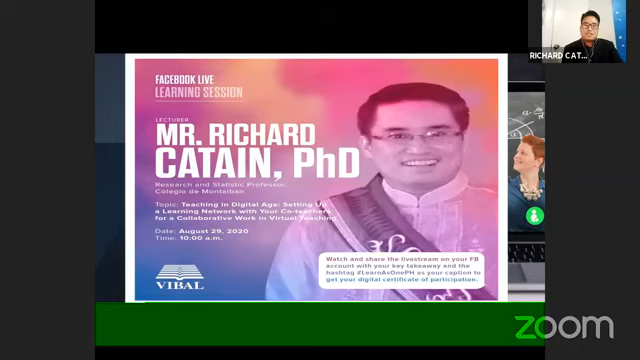 FACEBOOK LIVE
LEARNING SESSION
LECTURER
MR. RICHARD
CATAIN, PhD
Research and Statistic Professor,
Colegio de Montalban
Topic: Teaching in Digital Age: Setting Up
a Learning Network with Your Co-teachers
for a Collaborative Work in Virtual Teaching
Date: August 29, 2020
Time: 10:00 a.m.
Watch and share the livestream on your FB
account with your key takeaway and the
hashtag #LearnAsOnePH as your caption to
get your digital certificate of participation.
VIBAL
RICHARD CAT...
zoom